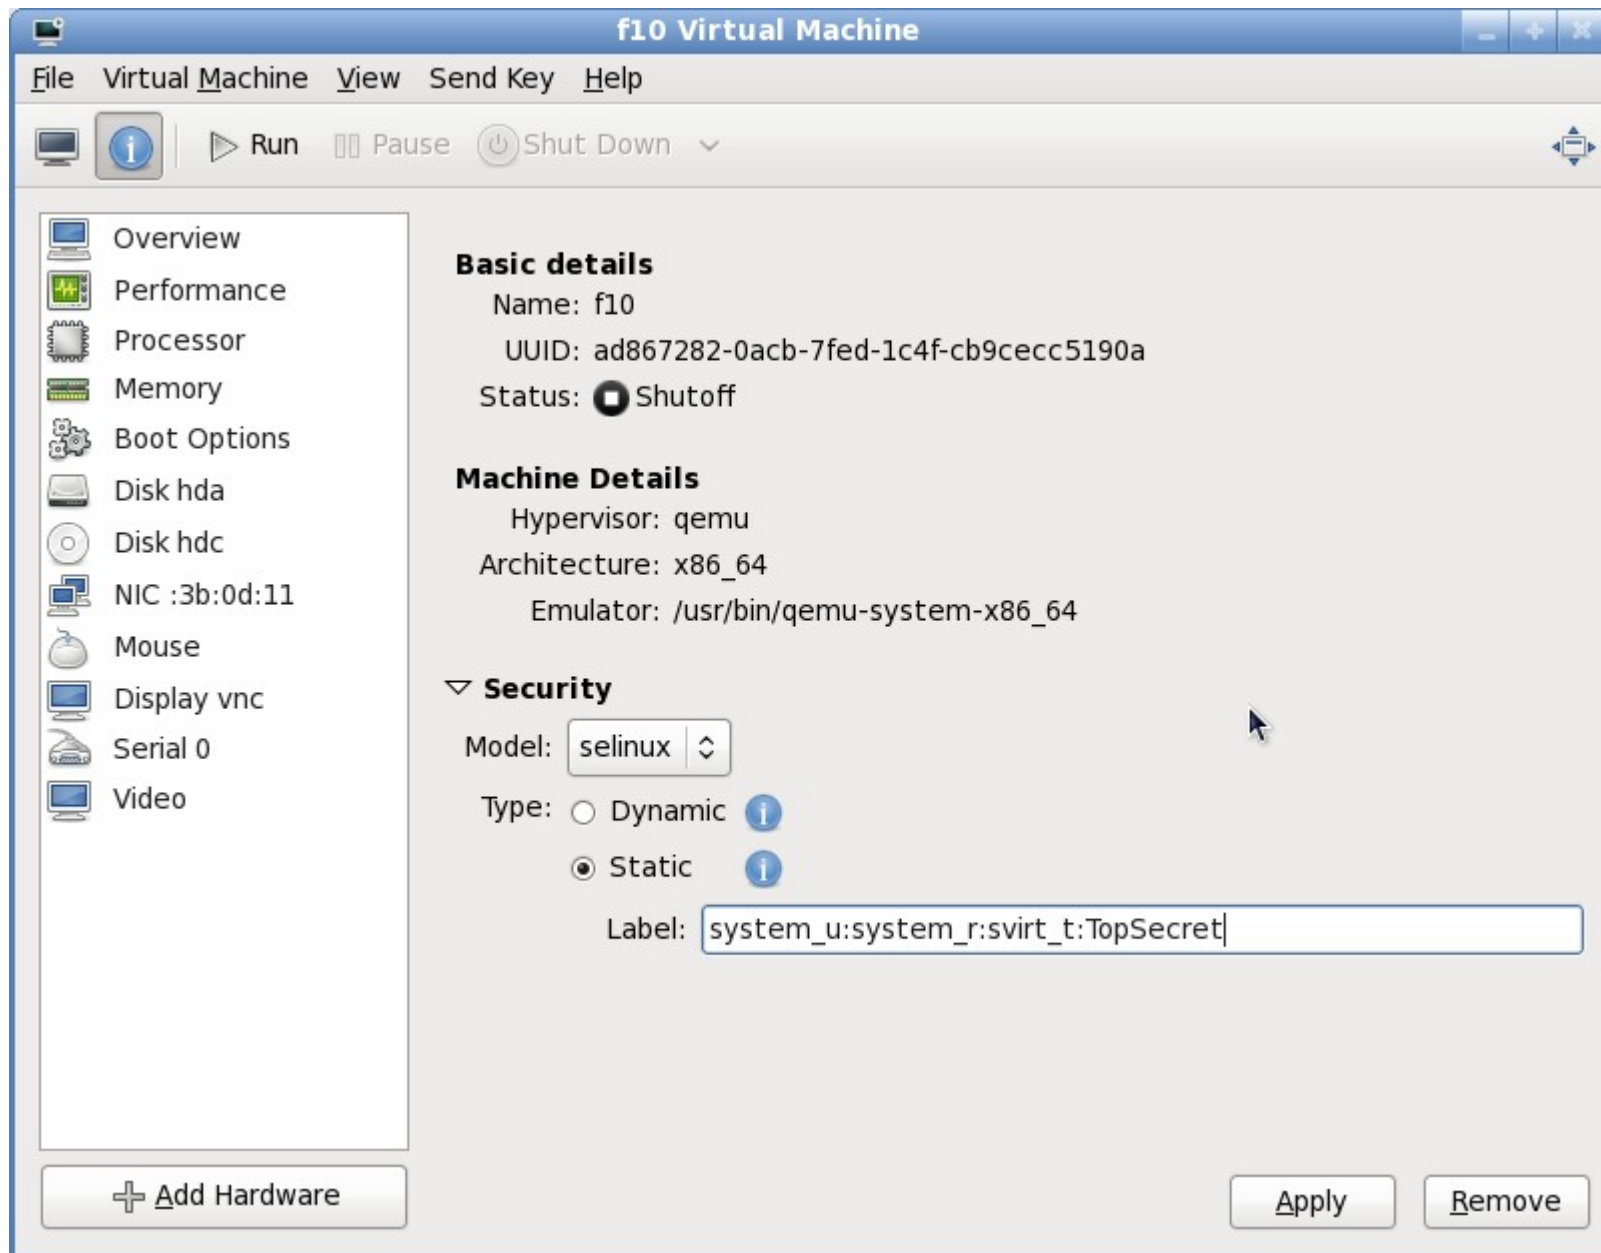 f10 Virtual Machine
File Virtual Machine View Send Key Help
Run Pause Shut Down
Overview
Performance
Processor
Memory
Boot Options
Disk hda
Disk hdc
NIC :3b:0d:11
Mouse
Display vnc
Serial 0
Video
Add Hardware
Basic details
Name: f10
UUID: ad867282-0acb-7fed-1c4f-cb9cecc5190a
Status: Shutoff
Machine Details
Hypervisor: qemu
Architecture: x86_64
Emulator: /usr/bin/qemu-system-x86_64
Security
Model: selinux
Type: Dynamic
Static
Label: system_u:system_r:svirt_t:TopSecret
Apply Remove